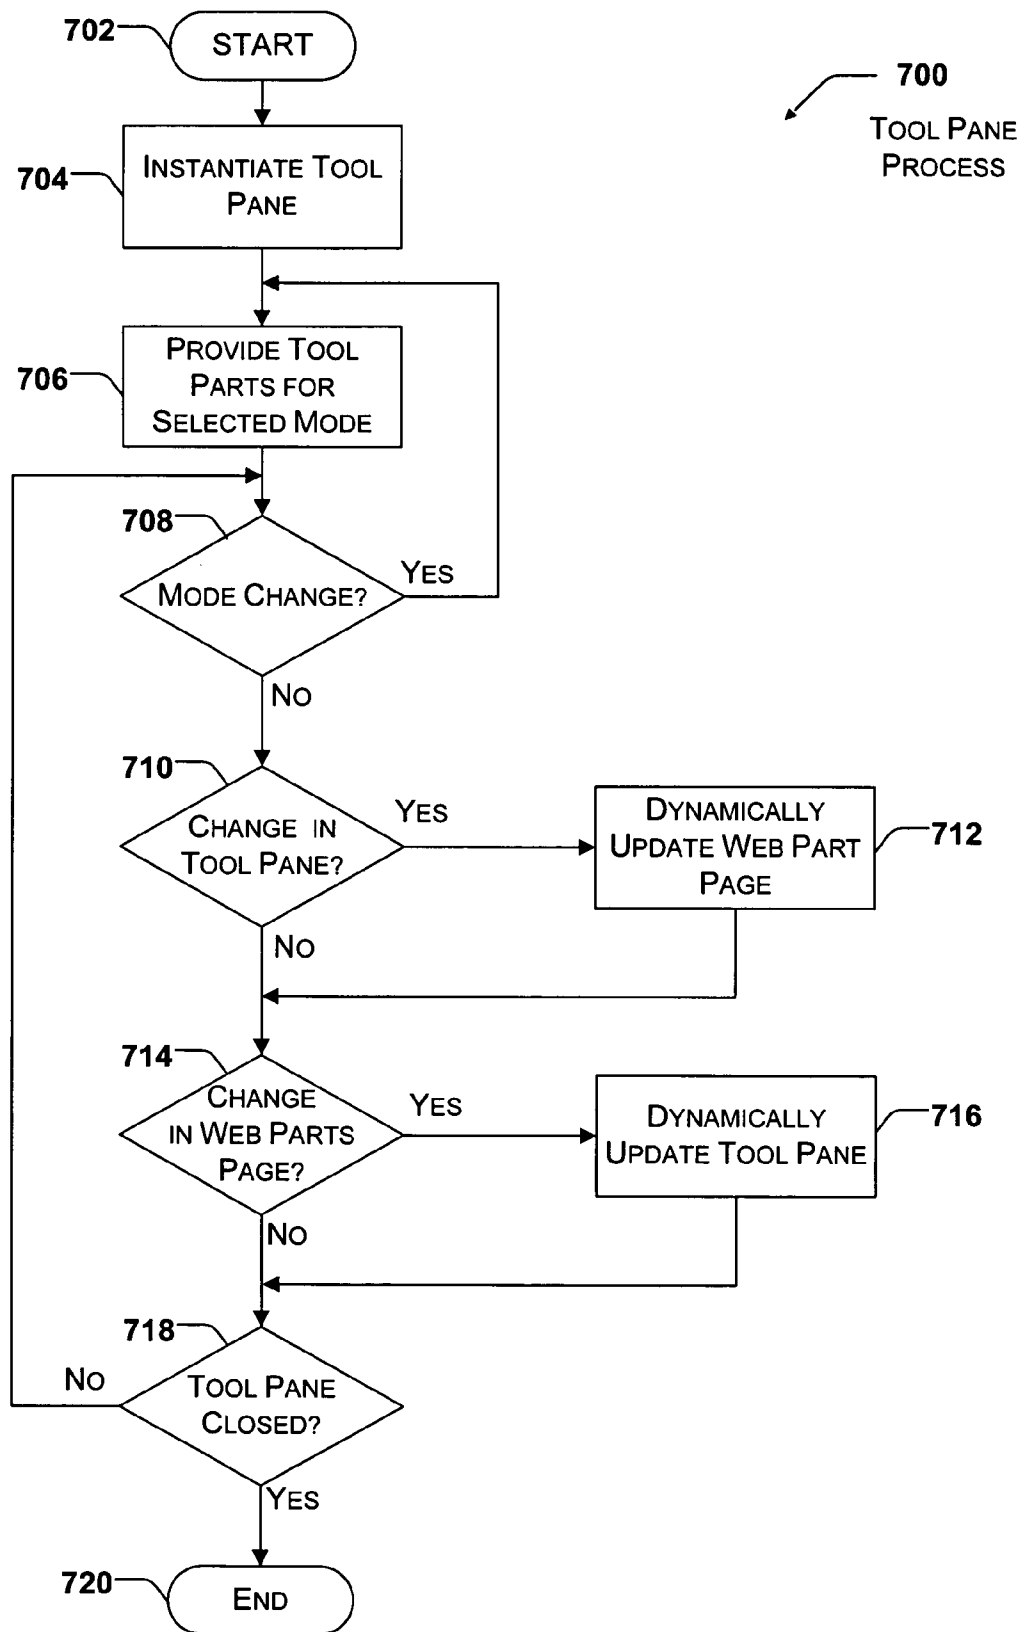 702
START
700
TOOL PANE
PROCESS
704
INSTANTIATE TOOL
PANE
706
PROVIDE TOOL
PARTS FOR
SELECTED MODE
708
MODE CHANGE?
YES
NO
710
CHANGE IN
TOOL PANE?
YES
DYNAMICALLY
UPDATE WEB PART
PAGE
712
NO
714
CHANGE
IN WEB PARTS
PAGE?
YES
DYNAMICALLY
UPDATE TOOL PANE
716
NO
718
NO
TOOL PANE
CLOSED?
YES
720
END